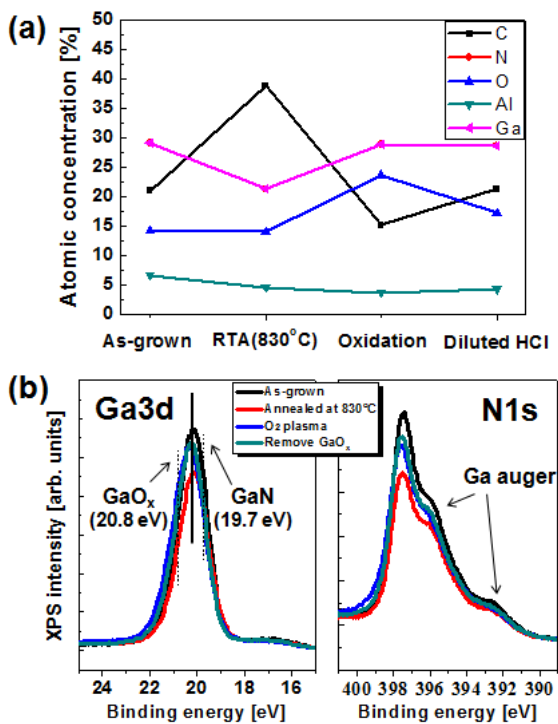 (a)
Atomic concentration [%]
50
45
40
35
30
25
20
15
10
5
0
C
N
O
Al
Ga
As-grown RTA(830°C) Oxidation Diluted HCl
(b)
XPS intensity [arb. units]
Ga3d
As-grown
Annealed at 830°C
O₂ plasma
Remove GaOₓ
N1s
GaOₓ
(20.8 eV)
GaN
(19.7 eV)
Ga auger
24 22 20 18 16
Binding energy [eV]
400 398 396 394 392 390
Binding energy [eV]